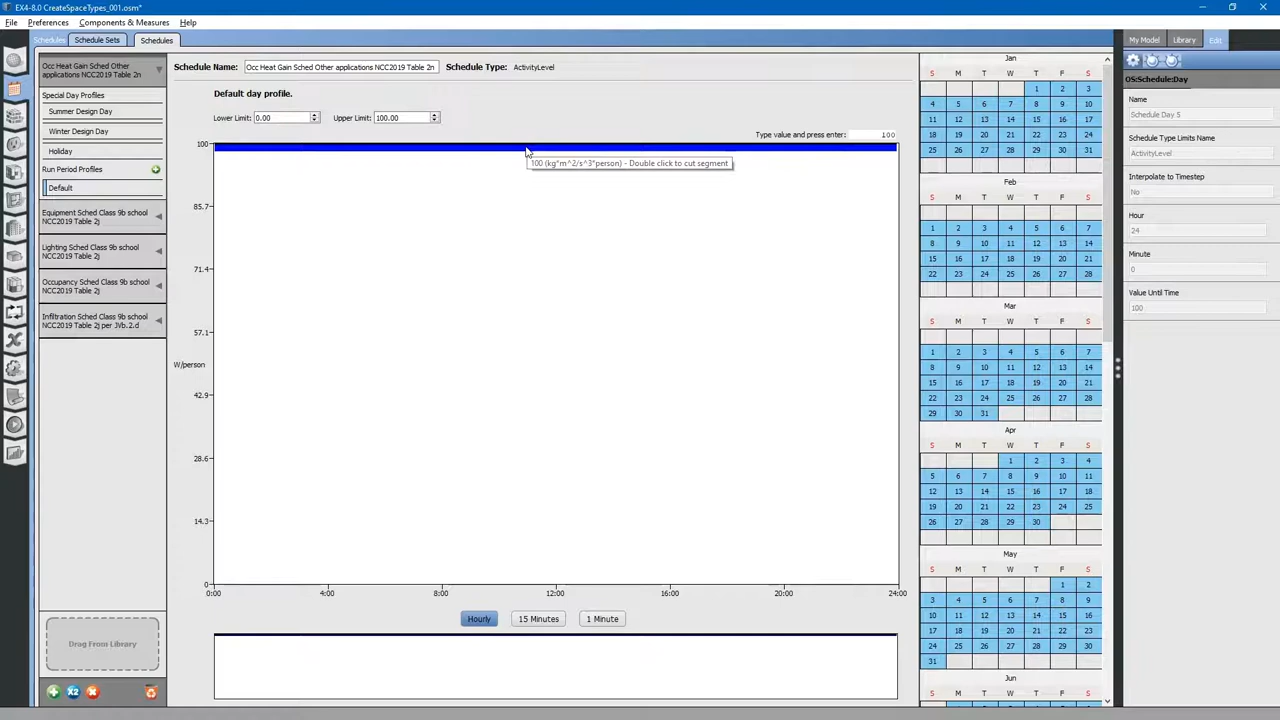 EX4-8.0 CreateSpaceTypes_001.osm*
File Preferences Components & Measures Help
Schedules Schedule Sets Schedules
My Model Library Edit
Occ Heat Gain Sched Other
applications NCC2019 Table 2n
Special Day Profiles
Summer Design Day
Winter Design Day
Holiday
Run Period Profiles
Default
Equipment Sched Class 9b school
NCC2019 Table 2j
Lighting Sched Class 9b school
NCC2019 Table 2j
Occupancy Sched Class 9b school
NCC2019 Table 2j
Infiltration Sched Class 9b school
NCC2019 Table 2j per JVb.2.d
Drag From Library
X2
Schedule Name: Occ Heat Gain Sched Other applications NCC2019 Table 2n Schedule Type: ActivityLevel
Default day profile.
Lower Limit: 0.00 Upper Limit: 100.00
Type value and press enter: 100
100 (kg*m^2/s^3*person) - Double click to cut segment
100
85.7
71.4
57.1
W/person
42.9
28.6
14.3
0
0:00 4:00 8:00 12:00 16:00 20:00 24:00
Hourly 15 Minutes 1 Minute
Jan
S M T W T F S
1 2 3
4 5 6 7 8 9 10
11 12 13 14 15 16 17
18 19 20 21 22 23 24
25 26 27 28 29 30 31
Feb
S M T W T F S
1 2 3 4 5 6 7
8 9 10 11 12 13 14
15 16 17 18 19 20 21
22 23 24 25 26 27 28
Mar
S M T W T F S
1 2 3 4 5 6 7
8 9 10 11 12 13 14
15 16 17 18 19 20 21
22 23 24 25 26 27 28
29 30 31
Apr
S M T W T F S
1 2 3 4
5 6 7 8 9 10 11
12 13 14 15 16 17 18
19 20 21 22 23 24 25
26 27 28 29 30
May
S M T W T F S
1 2
3 4 5 6 7 8 9
10 11 12 13 14 15 16
17 18 19 20 21 22 23
24 25 26 27 28 29 30
31
Jun
S M T W T F S
OS:Schedule:Day
Name
Schedule Day 5
Schedule Type Limits Name
ActivityLevel
Interpolate to Timestep
No
Hour
24
Minute
0
Value Until Time
100